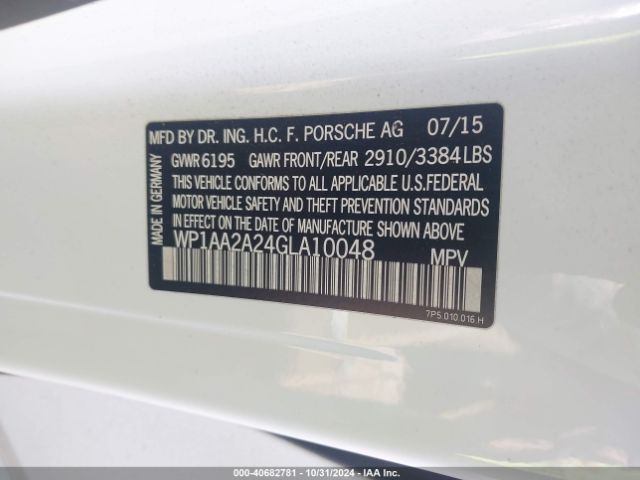 MFD BY DR. ING. H.C. F. PORSCHE AG 07/15
GVWR 6195 GAWR FRONT/REAR 2910/3384 LBS
THIS VEHICLE CONFORMS TO ALL APPLICABLE U.S. FEDERAL
MOTOR VEHICLE SAFETY AND THEFT PREVENTION STANDARDS
IN EFFECT ON THE DATE OF MANUFACTURE SHOWN ABOVE.
WP1AA2A24GLA10048 MPV
MADE IN GERMANY
7P5.010.016.H
000-40682781 - 10/31/2024 - IAA Inc.